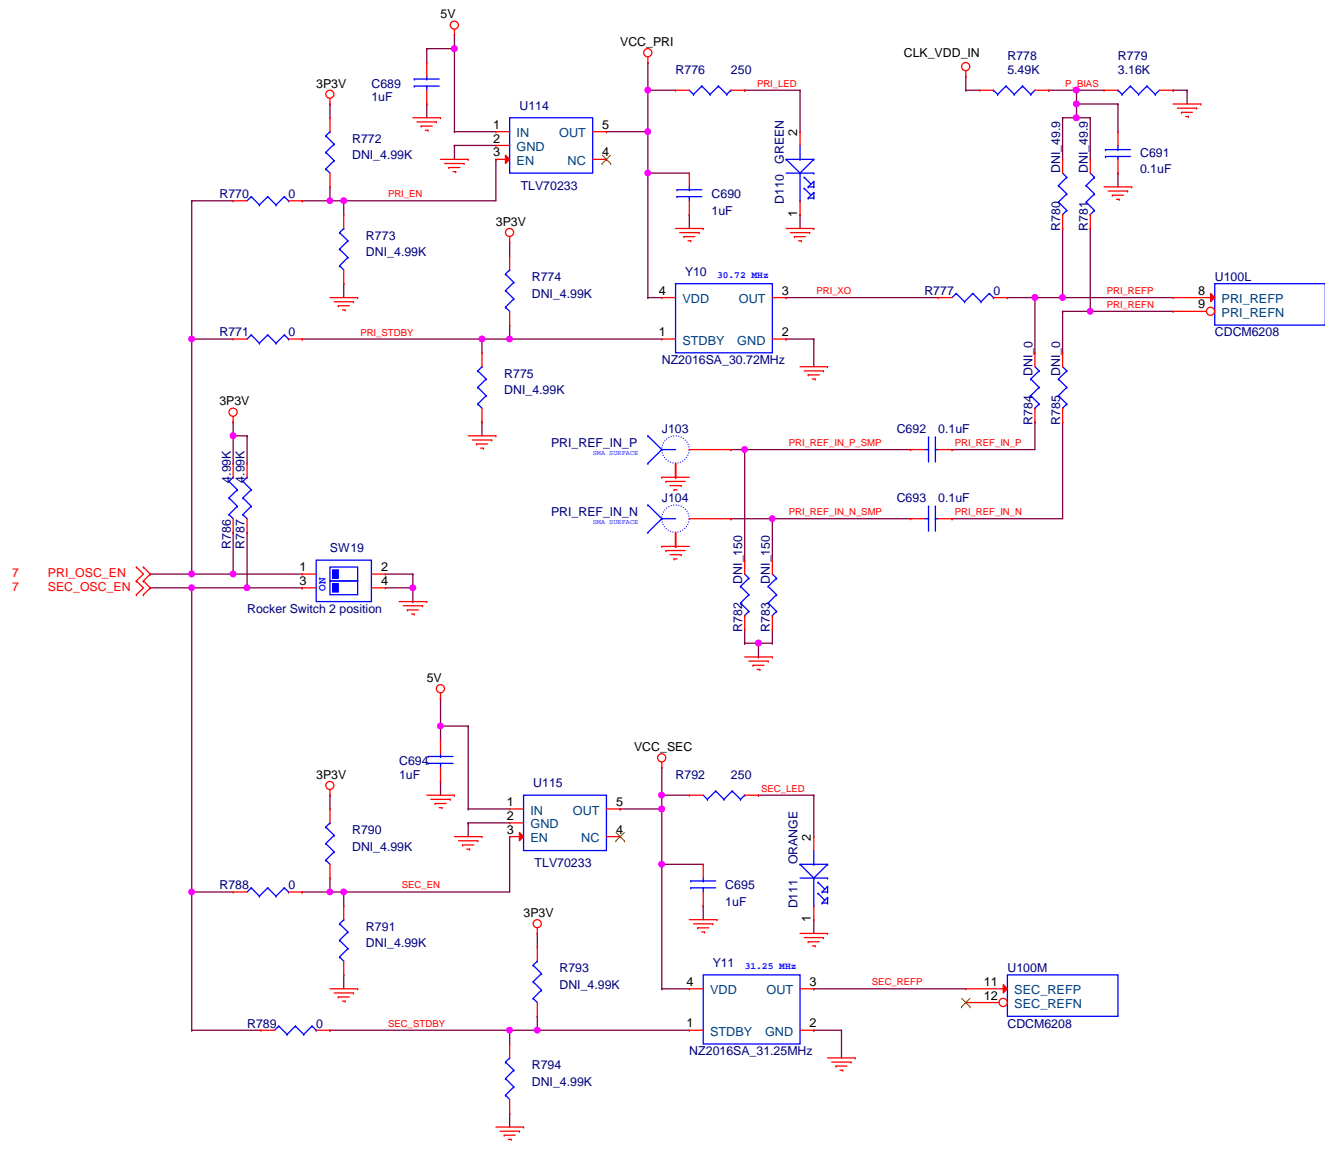 5V
C689
1uF
3P3V
R772
DNI_4.99K
U114
1
IN
OUT
5
2
GND
3
EN
NC
4
TLV70233
R770
0
PRI_EN
R773
DNI_4.99K
VCC_PRI
R776
250
PRI_LED
GREEN
D110
2
1
C690
1uF
CLK_VDD_IN
R778
5.49K
P_BIAS
R779
3.16K
DNI_49.9
DNI_49.9
R780
R781
C691
0.1uF
3P3V
R774
DNI_4.99K
Y10
30.72 MHz
4
VDD
OUT
3
1
STDBY
GND
2
NZ2016SA_30.72MHz
PRI_XO
R777
0
PRI_REFP
PRI_REFN
U100L
8
PRI_REFP
9
PRI_REFN
CDCM6208
R771
0
PRI_STDBY
R775
DNI_4.99K
DNI_0
DNI_0
R784
R785
3P3V
4.99K
4.99K
R786
R787
PRI_REF_IN_P
SMA SURFACE
J103
PRI_REF_IN_P_SMP
C692
0.1uF
PRI_REF_IN_P
PRI_REF_IN_N
SMA SURFACE
J104
PRI_REF_IN_N_SMP
C693
0.1uF
PRI_REF_IN_N
DNI_150
DNI_150
R782
R783
7
PRI_OSC_EN
7
SEC_OSC_EN
SW19
1
2
3
4
ON
Rocker Switch 2 position
5V
C694
1uF
3P3V
R790
DNI_4.99K
U115
1
IN
OUT
5
2
GND
3
EN
NC
4
TLV70233
R788
0
SEC_EN
R791
DNI_4.99K
VCC_SEC
R792
250
SEC_LED
ORANGE
D111
2
1
C695
1uF
3P3V
R793
DNI_4.99K
Y11
31.25 MHz
4
VDD
OUT
3
1
STDBY
GND
2
NZ2016SA_31.25MHz
SEC_REFP
U100M
11
SEC_REFP
12
SEC_REFN
CDCM6208
R789
0
SEC_STDBY
R794
DNI_4.99K